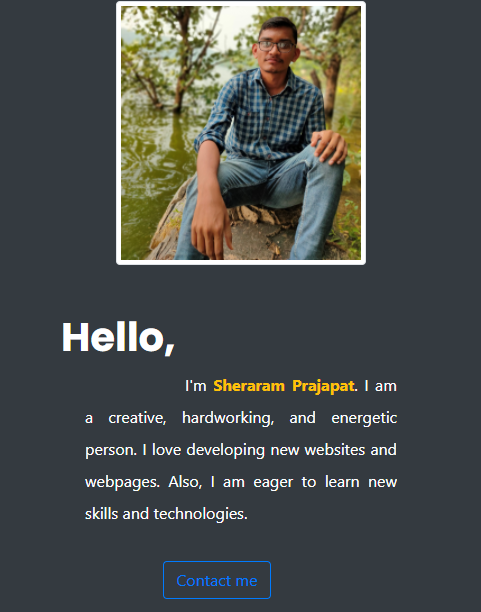 Hello,
I'm Sheraram Prajapat. I am
a creative, hardworking, and energetic
person. I love developing new websites and
webpages. Also, I am eager to learn new
skills and technologies.
Contact me